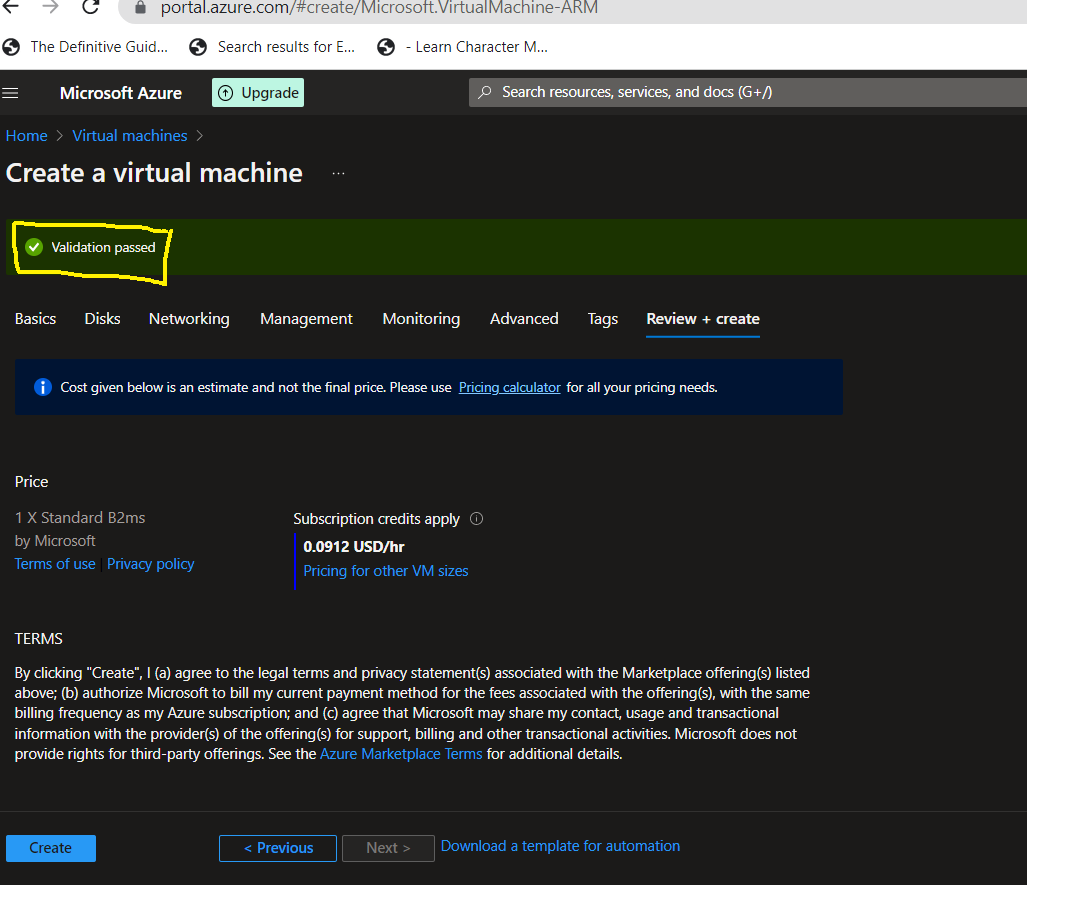 portal.azure.com/#create/Microsoft.VirtualMachine-ARM
The Definitive Guid... Search results for E... - Learn Character M...
Microsoft Azure Upgrade Search resources, services, and docs (G+/)
Home > Virtual machines >
Create a virtual machine ...
Validation passed
Basics Disks Networking Management Monitoring Advanced Tags Review + create
Cost given below is an estimate and not the final price. Please use Pricing calculator for all your pricing needs.
Price
1 X Standard B2ms
by Microsoft
Terms of use | Privacy policy
Subscription credits apply
0.0912 USD/hr
Pricing for other VM sizes
TERMS
By clicking "Create", I (a) agree to the legal terms and privacy statement(s) associated with the Marketplace offering(s) listed
above; (b) authorize Microsoft to bill my current payment method for the fees associated with the offering(s), with the same
billing frequency as my Azure subscription; and (c) agree that Microsoft may share my contact, usage and transactional
information with the provider(s) of the offering(s) for support, billing and other transactional activities. Microsoft does not
provide rights for third-party offerings. See the Azure Marketplace Terms for additional details.
Create < Previous Next > Download a template for automation